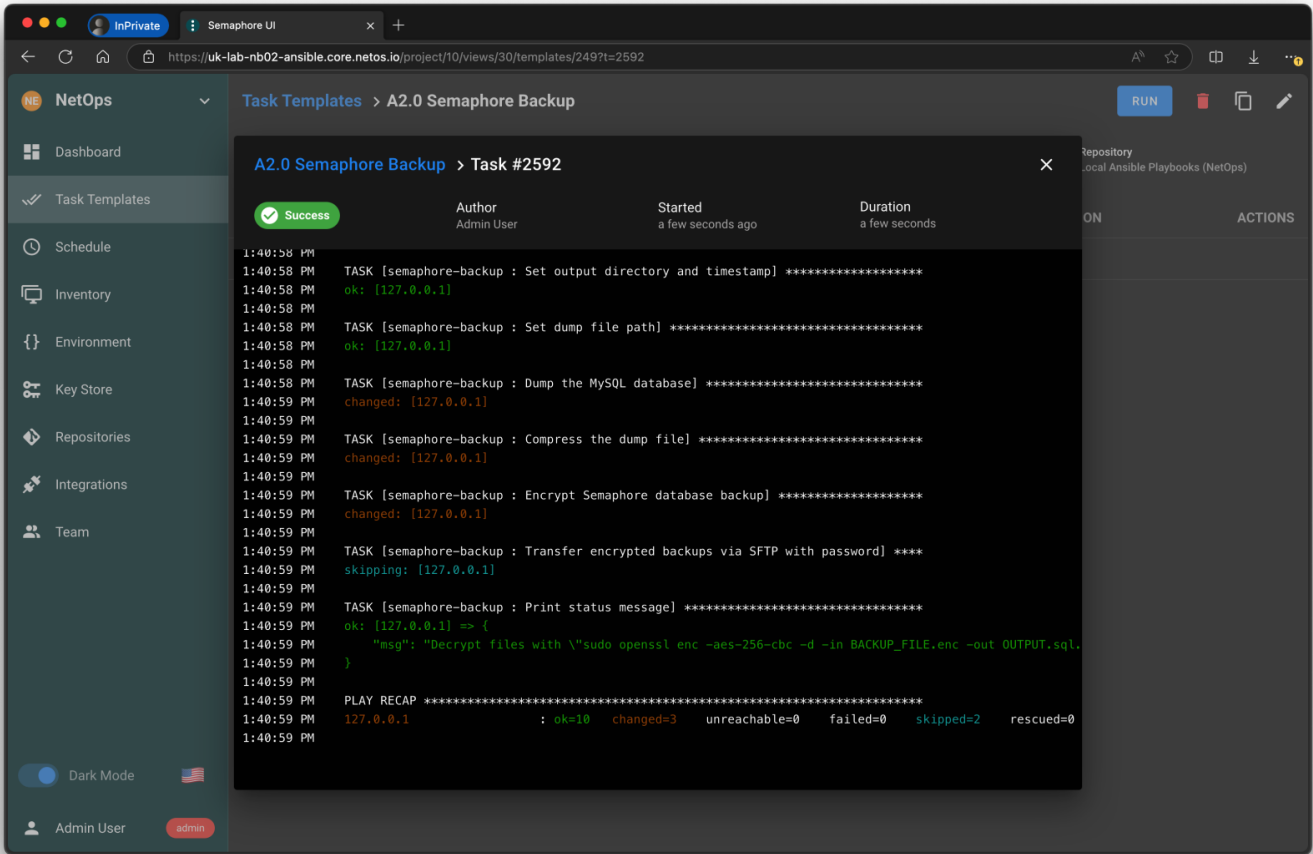 InPrivate
Semaphore UI
https://uk-lab-nb02-ansible.core.netos.io/project/10/views/30/templates/249?t=2592
NE NetOps
Task Templates > A2.0 Semaphore Backup
RUN
Dashboard
Task Templates
Schedule
Inventory
Environment
Key Store
Repositories
Integrations
Team
Dark Mode
Admin User admin
Repository
Local Ansible Playbooks (NetOps)
ON ACTIONS
A2.0 Semaphore Backup > Task #2592
Success
Author
Admin User
Started
a few seconds ago
Duration
a few seconds
1:40:58 PM
1:40:58 PM TASK [semaphore-backup : Set output directory and timestamp] *******************
1:40:58 PM ok: [127.0.0.1]
1:40:58 PM
1:40:58 PM TASK [semaphore-backup : Set dump file path] ***********************************
1:40:58 PM ok: [127.0.0.1]
1:40:58 PM
1:40:58 PM TASK [semaphore-backup : Dump the MySQL database] ******************************
1:40:59 PM changed: [127.0.0.1]
1:40:59 PM
1:40:59 PM TASK [semaphore-backup : Compress the dump file] *******************************
1:40:59 PM changed: [127.0.0.1]
1:40:59 PM
1:40:59 PM TASK [semaphore-backup : Encrypt Semaphore database backup] ********************
1:40:59 PM changed: [127.0.0.1]
1:40:59 PM
1:40:59 PM TASK [semaphore-backup : Transfer encrypted backups via SFTP with password] ****
1:40:59 PM skipping: [127.0.0.1]
1:40:59 PM
1:40:59 PM TASK [semaphore-backup : Print status message] *********************************
1:40:59 PM ok: [127.0.0.1] => {
1:40:59 PM "msg": "Decrypt files with \"sudo openssl enc -aes-256-cbc -d -in BACKUP_FILE.enc -out OUTPUT.sql.
1:40:59 PM }
1:40:59 PM
1:40:59 PM PLAY RECAP *********************************************************************
1:40:59 PM 127.0.0.1 : ok=10 changed=3 unreachable=0 failed=0 skipped=2 rescued=0
1:40:59 PM